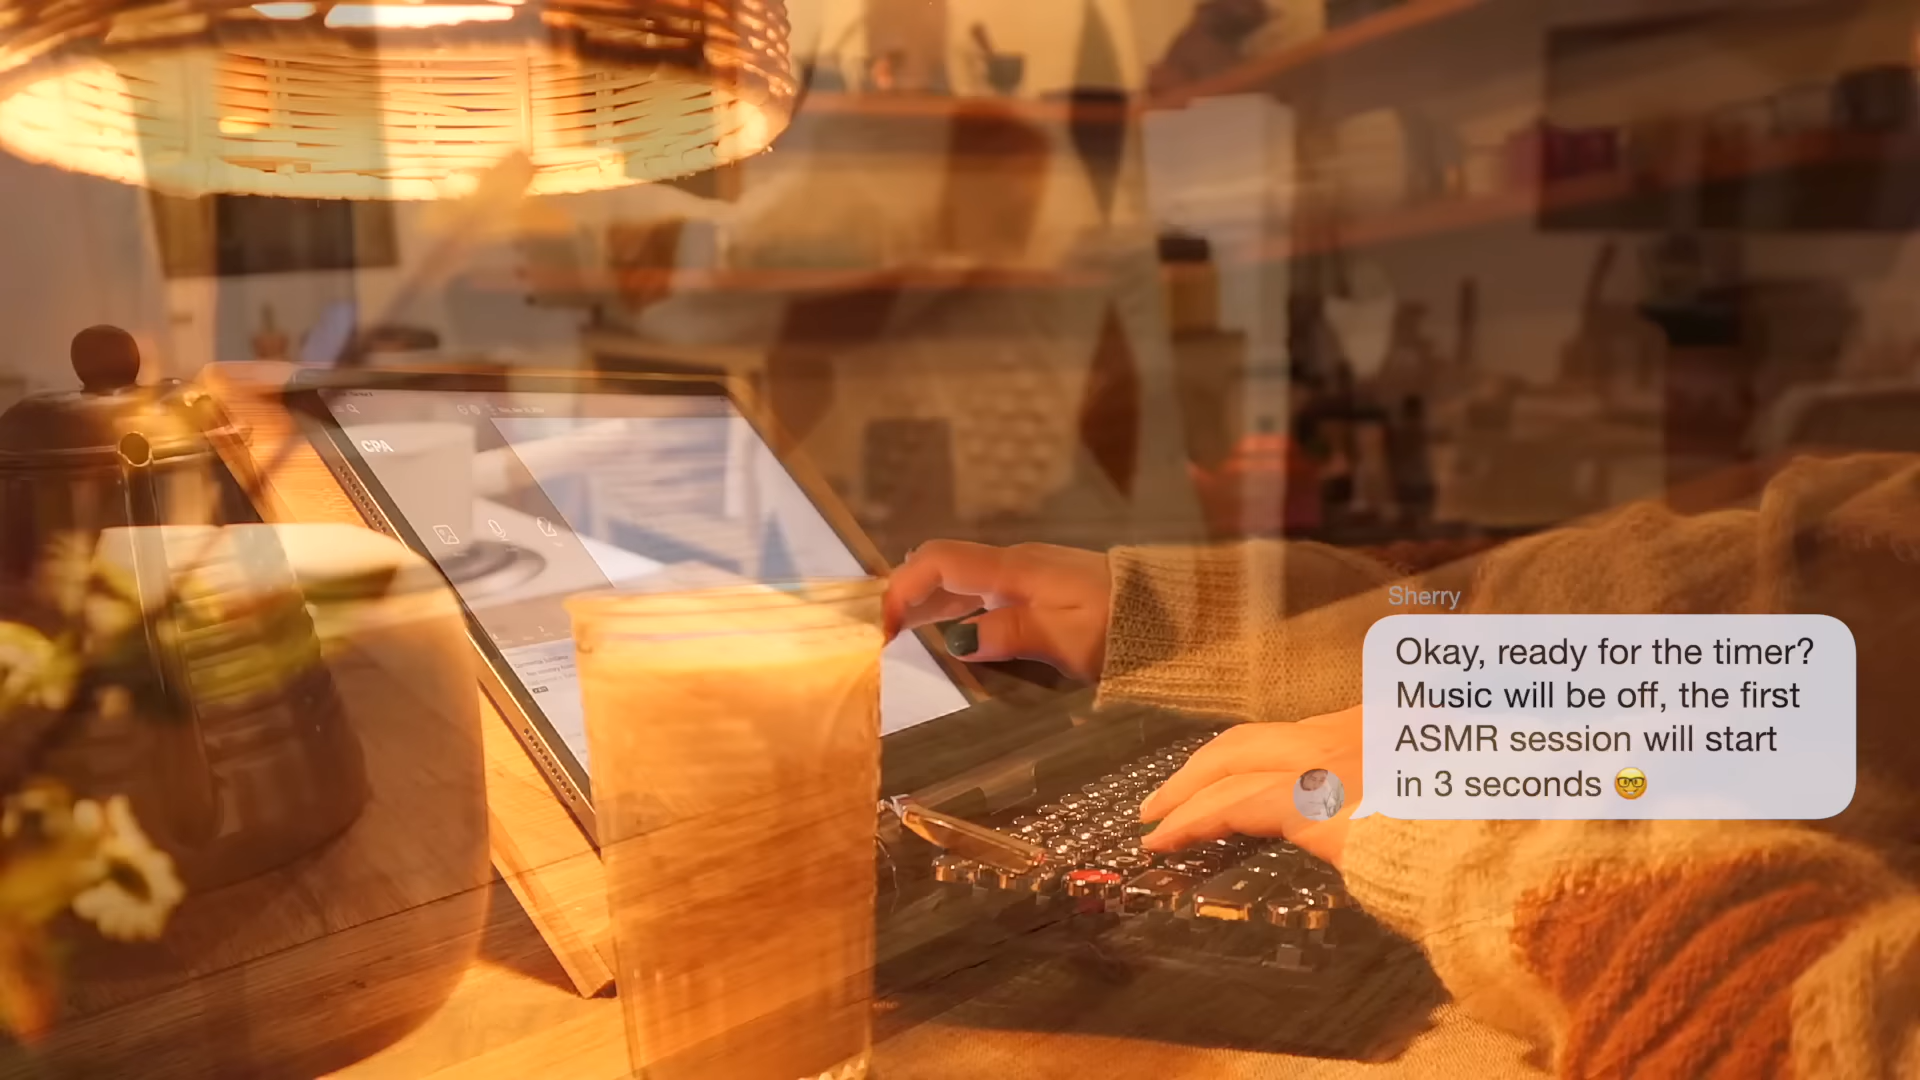 CPA
Sherry
Okay, ready for the timer?
Music will be off, the first
ASMR session will start
in 3 seconds 🤓